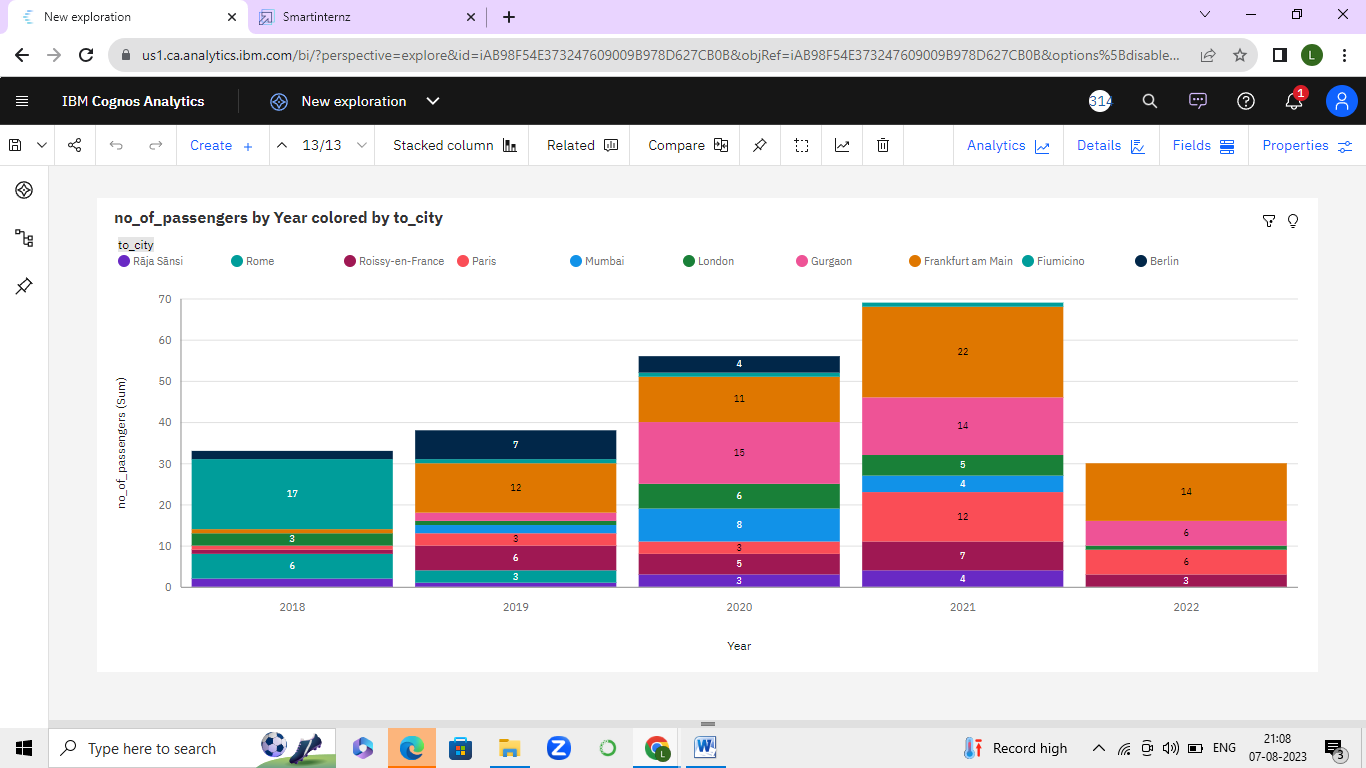 New exploration
Smartinternz
us1.ca.analytics.ibm.com/bi/?perspective=explore&id=iAB98F54E373247609009B978D627CB0B&objRef=iAB98F54E373247609009B978D627CB0B&options%5Bdisable...
L
IBM Cognos Analytics
New exploration
314
1
Create +
13/13
Stacked column
Related
Compare
Analytics
Details
Fields
Properties
no_of_passengers by Year colored by to_city
to_city
Rāja Sānsi Rome Roissy-en-France Paris Mumbai London Gurgaon Frankfurt am Main Fiumicino Berlin
no_of_passengers (Sum)
70
60
50
40
30
20
10
0
17
3
6
7
12
3
6
3
4
11
15
6
8
3
5
3
22
14
5
4
12
7
4
14
6
6
3
2018 2019 2020 2021 2022
Year
Type here to search
Z
L
W
Record high
ENG
21:08
07-08-2023
3